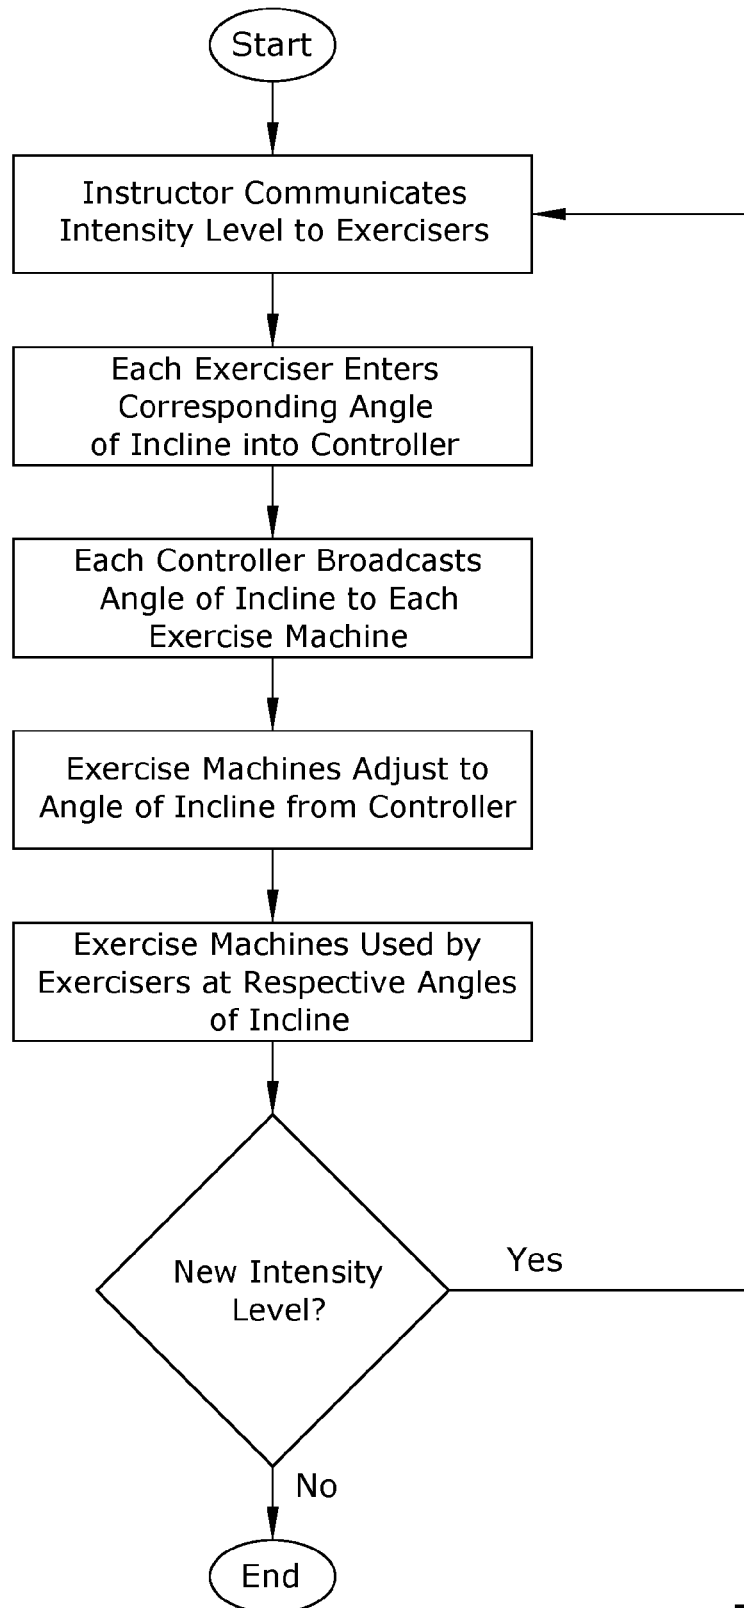 Start
Instructor Communicates
Intensity Level to Exercisers
Each Exerciser Enters
Corresponding Angle
of Incline into Controller
Each Controller Broadcasts
Angle of Incline to Each
Exercise Machine
Exercise Machines Adjust to
Angle of Incline from Controller
Exercise Machines Used by
Exercisers at Respective Angles
of Incline
New Intensity
Level?
Yes
No
End